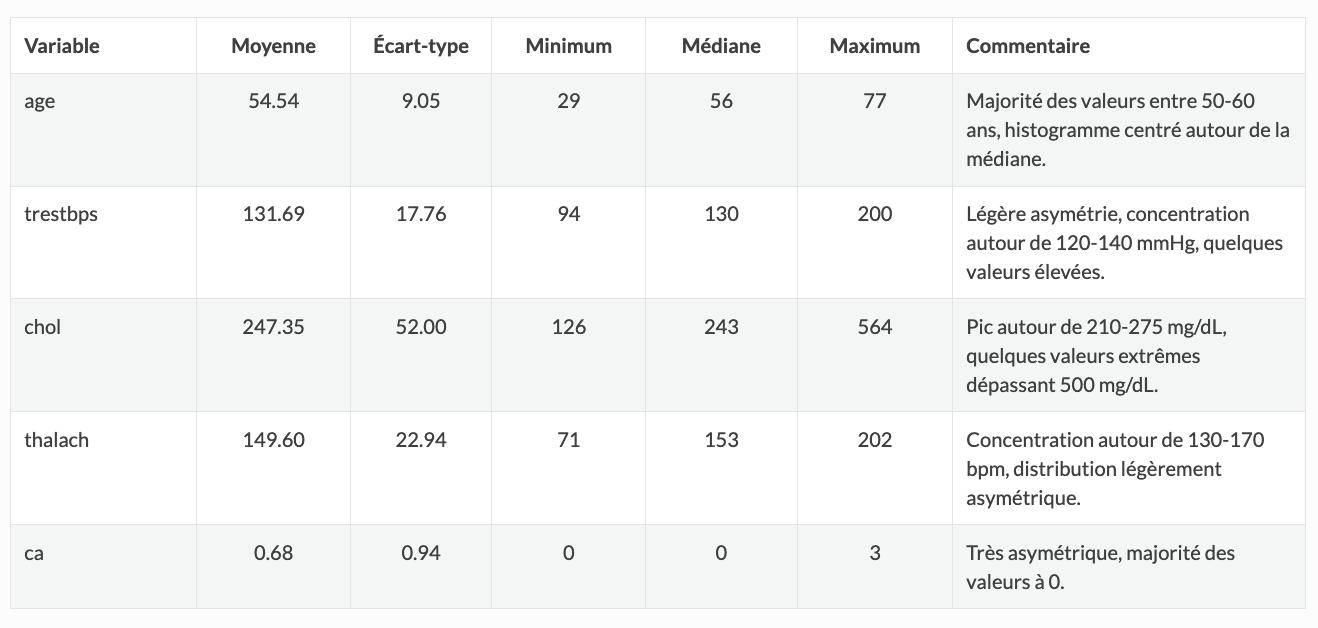 Variable Moyenne Écart-type Minimum Médiane Maximum Commentaire
age 54.54 9.05 29 56 77 Majorité des valeurs entre 50-60
ans, histogramme centré autour de la
médiane.
trestbps 131.69 17.76 94 130 200 Légère asymétrie, concentration
autour de 120-140 mmHg, quelques
valeurs élevées.
chol 247.35 52.00 126 243 564 Pic autour de 210-275 mg/dL,
quelques valeurs extrêmes
dépassant 500 mg/dL.
thalach 149.60 22.94 71 153 202 Concentration autour de 130-170
bpm, distribution légèrement
asymétrique.
ca 0.68 0.94 0 0 3 Très asymétrique, majorité des
valeurs à 0.